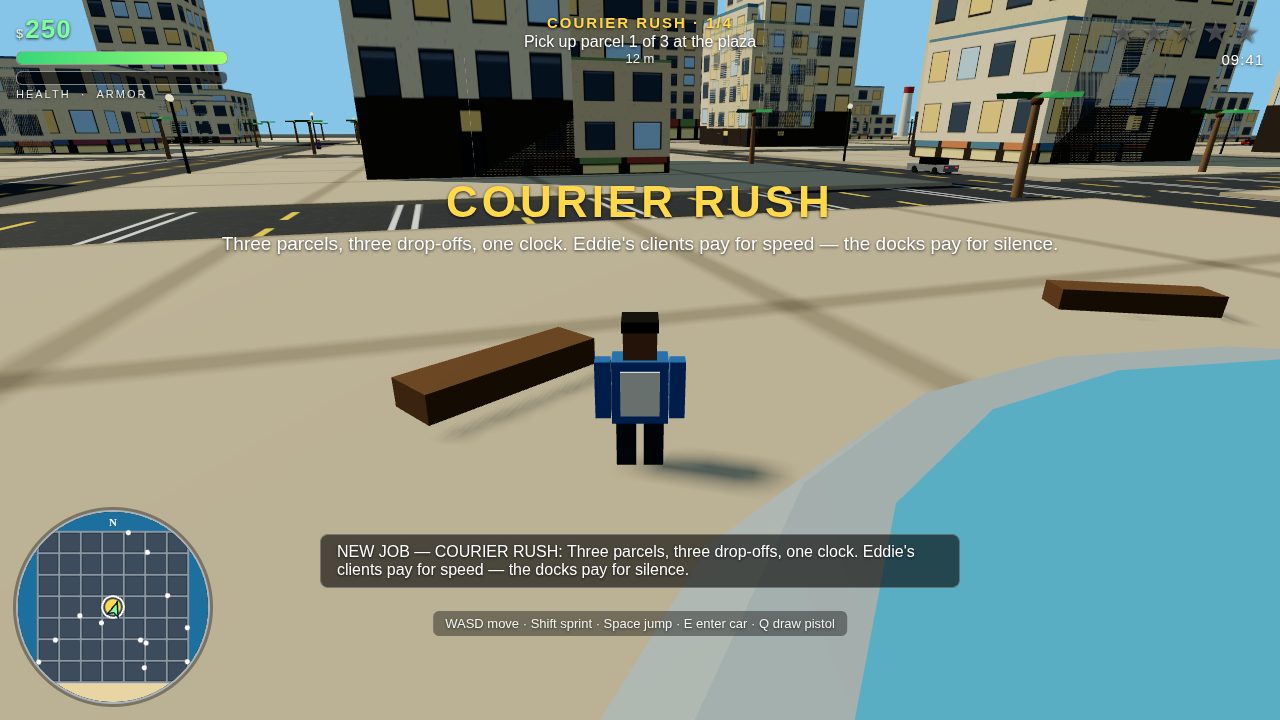 $250
HEALTH ARMOR
COURIER RUSH · 1/4
Pick up parcel 1 of 3 at the plaza
12 m
09:41
COURIER RUSH
Three parcels, three drop-offs, one clock. Eddie's clients pay for speed — the docks pay for silence.
N
NEW JOB — COURIER RUSH: Three parcels, three drop-offs, one clock. Eddie's
clients pay for speed — the docks pay for silence.
WASD move · Shift sprint · Space jump · E enter car · Q draw pistol